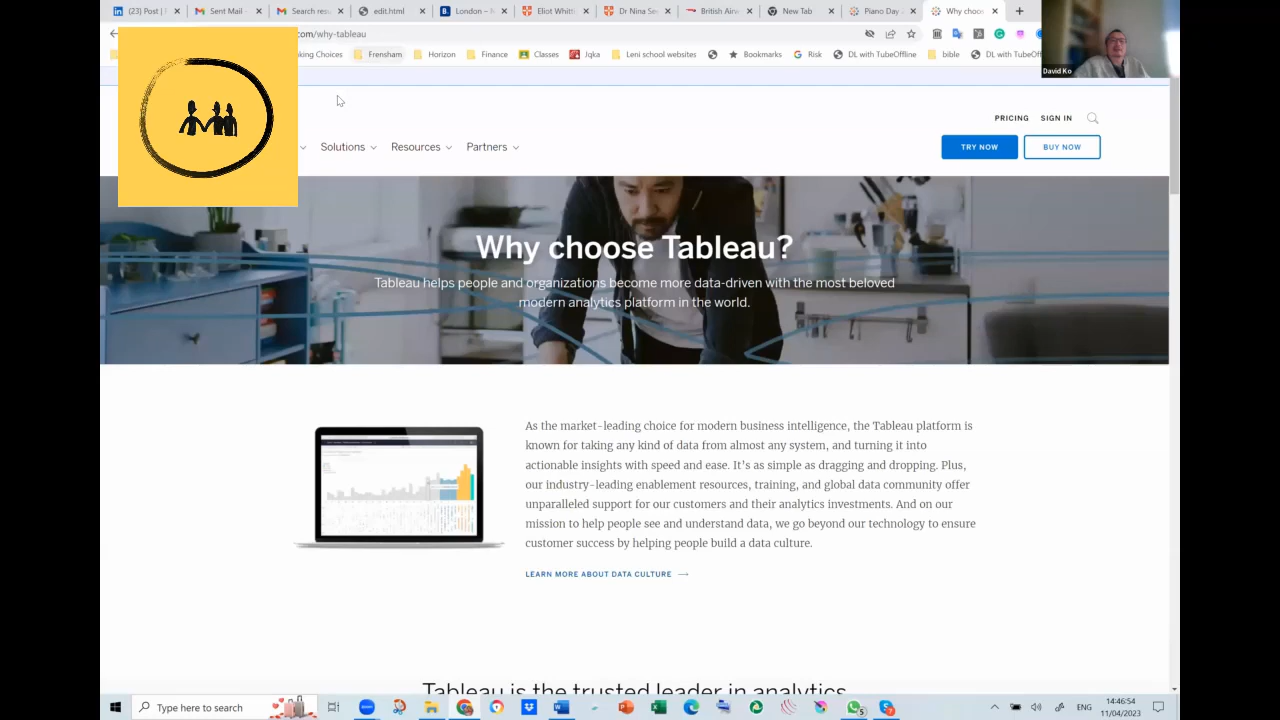 (23) Post |
Sent Mail -
Search res
edit.html
London – N
Eliot Whitt
Dr Nina Se
British Airw
New Tab
Piano Day
Why choo
com/why-tableau
king Choices
Frensham
Horizon
Finance
Classes
Jqka
Leni school websites
Bookmarks
Risk
DL with TubeOffline
bible
DL with TubeOff
David Ko
PRICING
SIGN IN
Solutions
Resources
Partners
TRY NOW
BUY NOW
Why choose Tableau?
Tableau helps people and organizations become more data-driven with the most beloved
modern analytics platform in the world.
As the market-leading choice for modern business intelligence, the Tableau platform is
known for taking any kind of data from almost any system, and turning it into
actionable insights with speed and ease. It's as simple as dragging and dropping. Plus,
our industry-leading enablement resources, training, and global data community offer
unparalleled support for our customers and their analytics investments. And on our
mission to help people see and understand data, we go beyond our technology to ensure
customer success by helping people build a data culture.
LEARN MORE ABOUT DATA CULTURE
Tableau is the trusted leader in analytics
Type here to search
ENG
14:46:54
11/04/2023